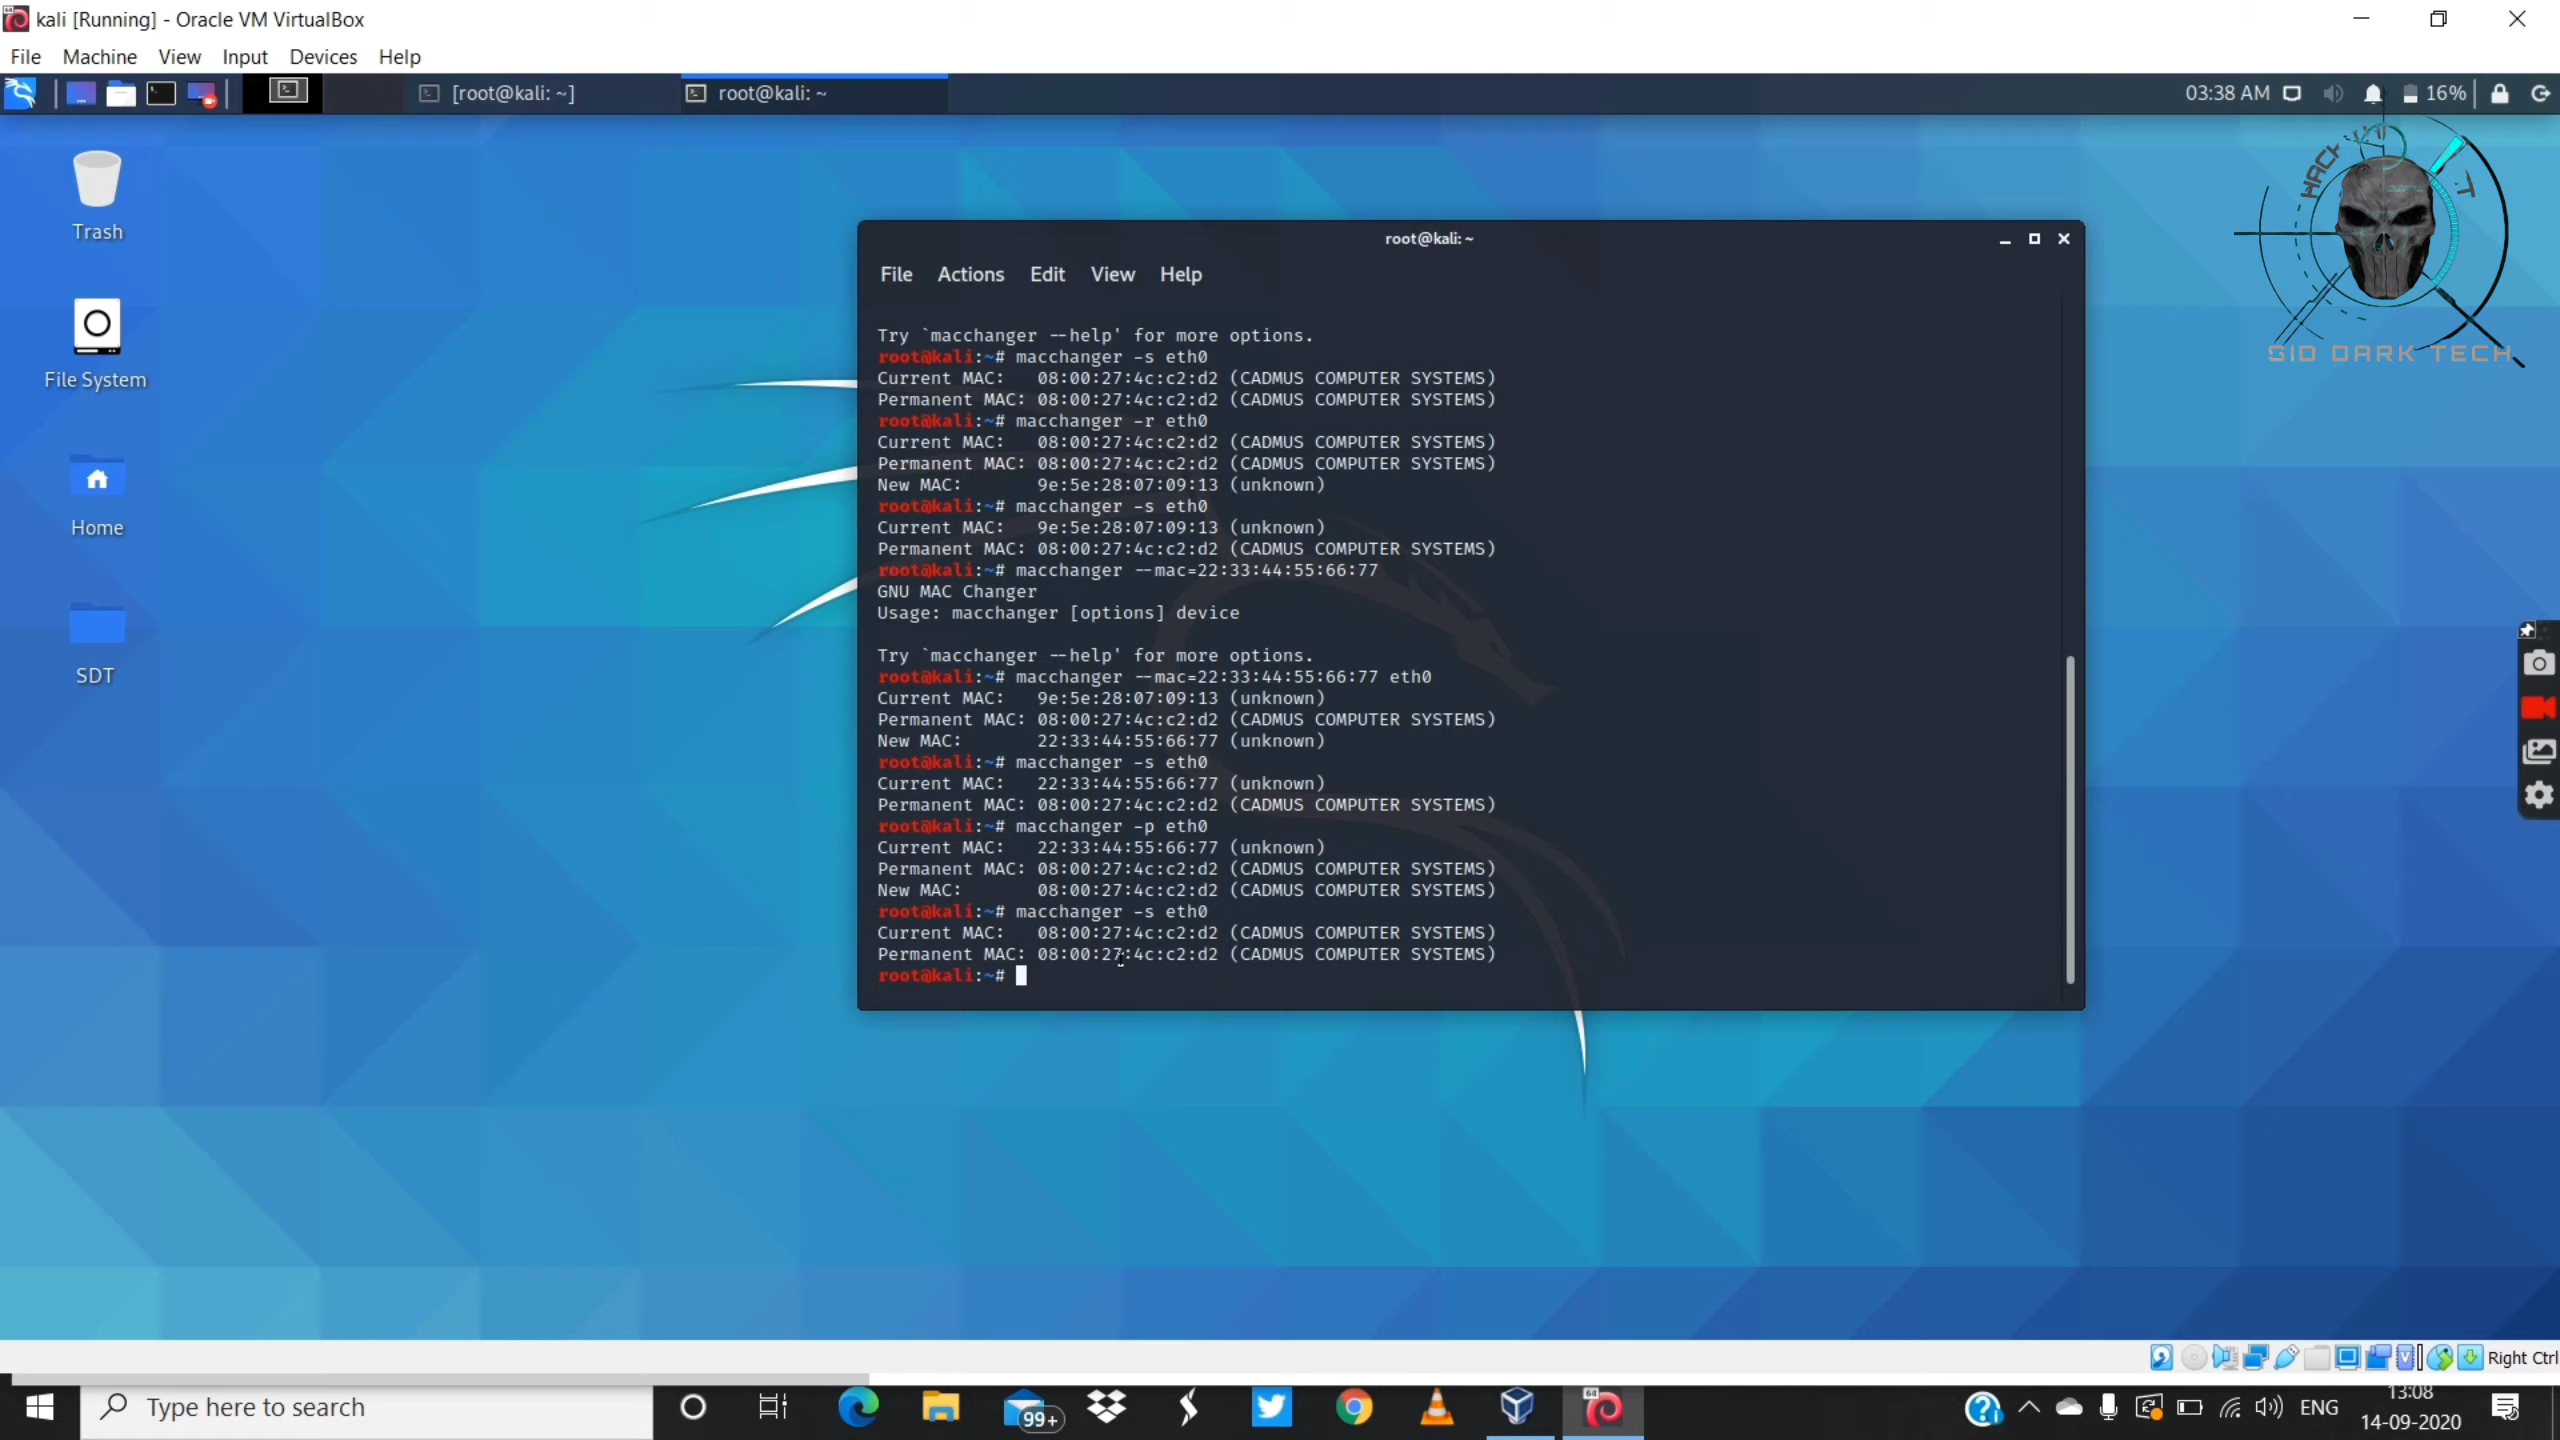 kali [Running] - Oracle VM VirtualBox
File Machine View Input Devices Help
[root@kali: ~]
root@kali: ~
03:38 AM
16%
Trash
File System
Home
SDT
HACK
T
SID DARK TECH
root@kali: ~
File Actions Edit View Help
Try `macchanger --help' for more options.
root@kali:~# macchanger -s eth0
Current MAC:   08:00:27:4c:c2:d2 (CADMUS COMPUTER SYSTEMS)
Permanent MAC: 08:00:27:4c:c2:d2 (CADMUS COMPUTER SYSTEMS)
root@kali:~# macchanger -r eth0
Current MAC:   08:00:27:4c:c2:d2 (CADMUS COMPUTER SYSTEMS)
Permanent MAC: 08:00:27:4c:c2:d2 (CADMUS COMPUTER SYSTEMS)
New MAC:       9e:5e:28:07:09:13 (unknown)
root@kali:~# macchanger -s eth0
Current MAC:   9e:5e:28:07:09:13 (unknown)
Permanent MAC: 08:00:27:4c:c2:d2 (CADMUS COMPUTER SYSTEMS)
root@kali:~# macchanger --mac=22:33:44:55:66:77
GNU MAC Changer
Usage: macchanger [options] device
Try `macchanger --help' for more options.
root@kali:~# macchanger --mac=22:33:44:55:66:77 eth0
Current MAC:   9e:5e:28:07:09:13 (unknown)
Permanent MAC: 08:00:27:4c:c2:d2 (CADMUS COMPUTER SYSTEMS)
New MAC:       22:33:44:55:66:77 (unknown)
root@kali:~# macchanger -s eth0
Current MAC:   22:33:44:55:66:77 (unknown)
Permanent MAC: 08:00:27:4c:c2:d2 (CADMUS COMPUTER SYSTEMS)
root@kali:~# macchanger -p eth0
Current MAC:   22:33:44:55:66:77 (unknown)
Permanent MAC: 08:00:27:4c:c2:d2 (CADMUS COMPUTER SYSTEMS)
New MAC:       08:00:27:4c:c2:d2 (CADMUS COMPUTER SYSTEMS)
root@kali:~# macchanger -s eth0
Current MAC:   08:00:27:4c:c2:d2 (CADMUS COMPUTER SYSTEMS)
Permanent MAC: 08:00:27:4c:c2:d2 (CADMUS COMPUTER SYSTEMS)
root@kali:~#
Right Ctrl
Type here to search
99+
64
ENG
13:08
14-09-2020